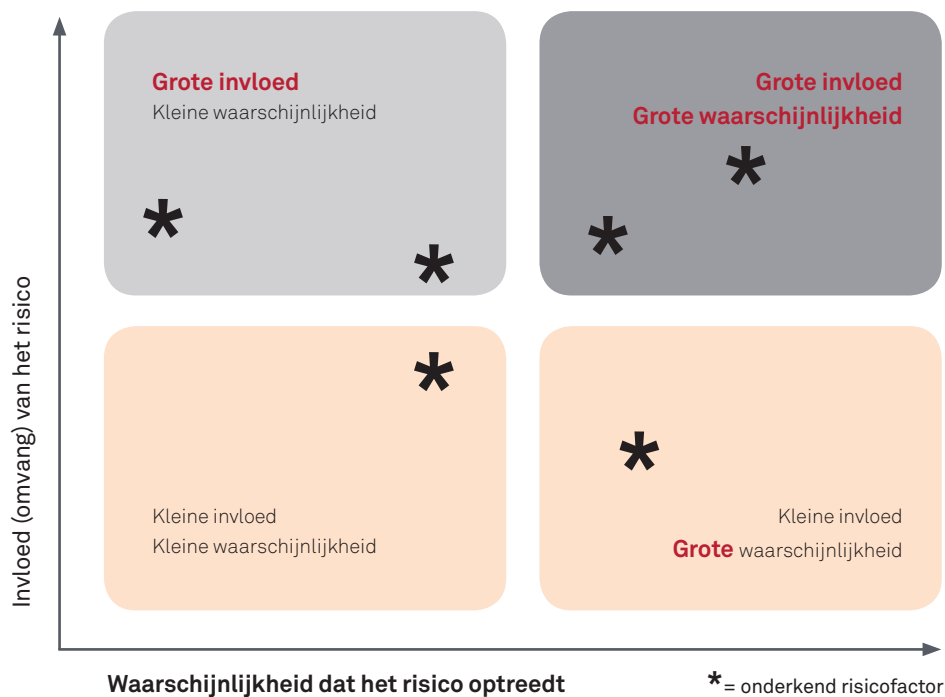 Grote invloed
Kleine waarschijnlijkheid
Grote invloed
Grote waarschijnlijkheid
Invloed (omvang) van het risico
Kleine invloed
Kleine waarschijnlijkheid
Kleine invloed
Grote waarschijnlijkheid
Waarschijnlijkheid dat het risico optreedt
*= onderkend risicofactor